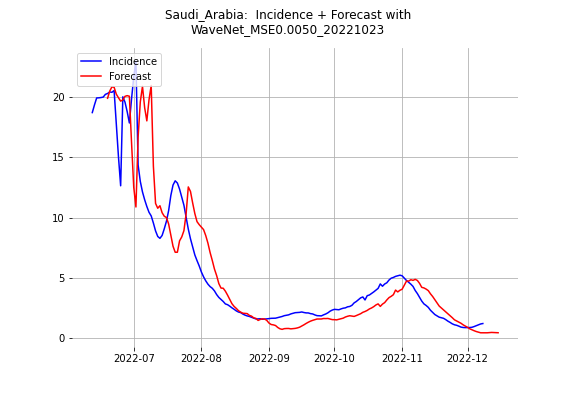 Saudi_Arabia:  Incidence + Forecast with
WaveNet_MSE0.0050_20221023
Incidence
Forecast
20
15
10
5
0
2022-07
2022-08
2022-09
2022-10
2022-11
2022-12